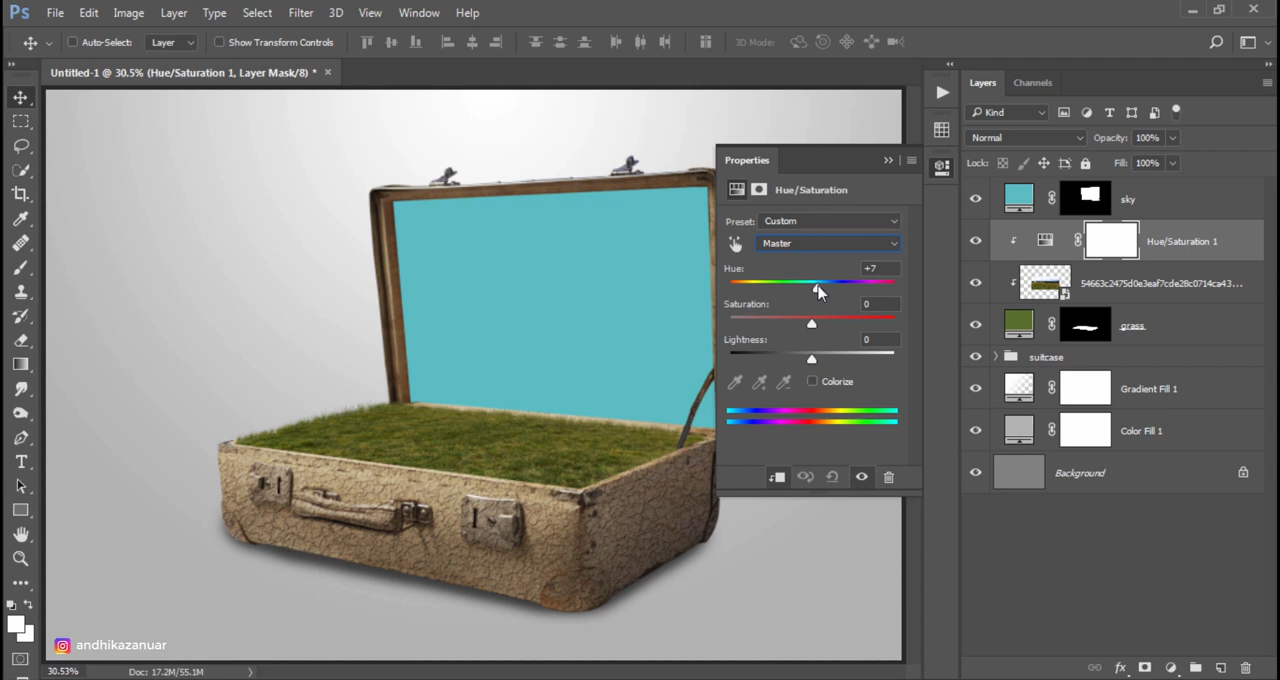 Ps File Edit Image Layer Type Select Filter 3D View Window Help
Auto-Select: Layer Show Transform Controls 3D Mode:
Untitled-1 @ 30.5% (Hue/Saturation 1, Layer Mask/8) * ×
Properties
Hue/Saturation
Preset: Custom
Master
Hue: +7
Saturation: 0
Lightness: 0
Colorize
Layers Channels
Kind
Normal Opacity: 100%
Lock: Fill: 100%
sky
Hue/Saturation 1
54663c2475d0e3eaf7cde28c0714ca43...
grass
suitcase
Gradient Fill 1
Color Fill 1
Background
andhikazanuar
30.53% Doc: 17.2M/55.1M